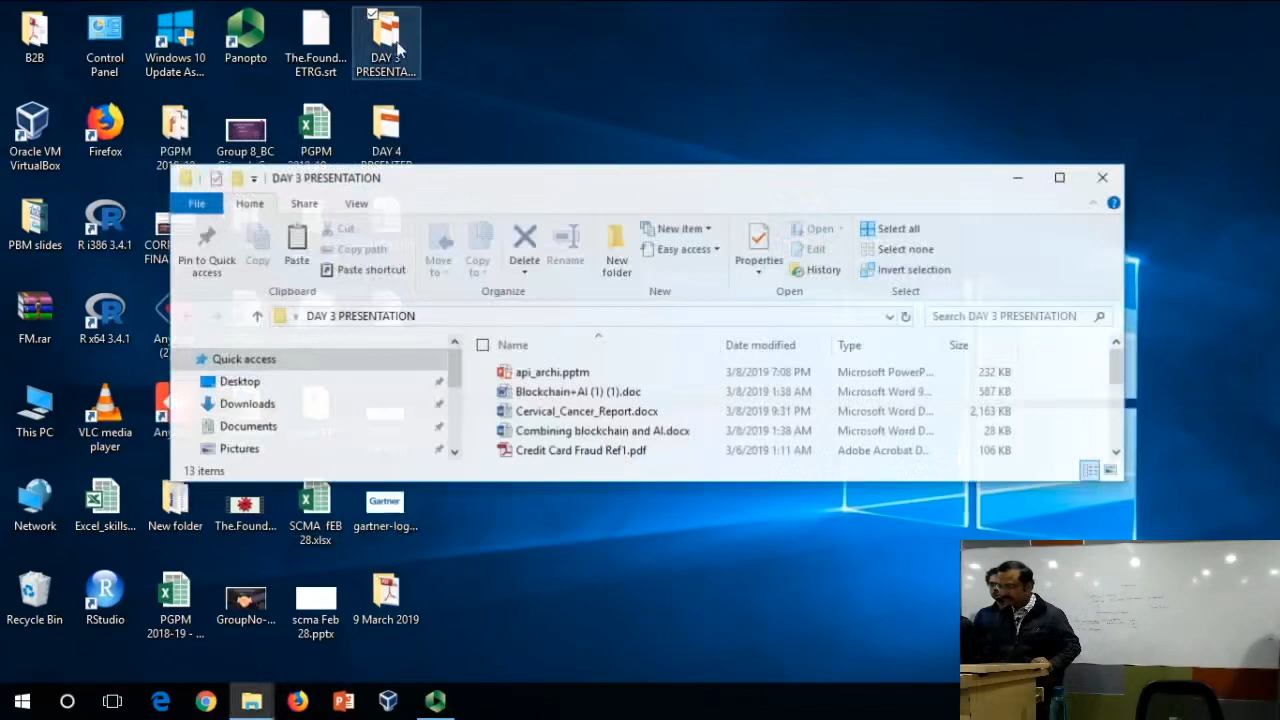 B2B
Control
Panel
Windows 10
Update As...
Panopto
The.Found...
ETRG.srt
DAY 3
PRESENTA...
Oracle VM
VirtualBox
Firefox
PGPM
Group 8_BC
PGPM
DAY 4
DAY 3 PRESENTATION
File
Home
Share
View
PBM slides
R i386 3.4.1
Pin to Quick
access
Copy
Paste
Cut
Copy path
Paste shortcut
Move
to
Copy
to
Delete
Rename
New
folder
New item
Easy access
Properties
Open
Edit
History
Select all
Select none
Invert selection
Clipboard
Organize
New
Open
Select
FM.rar
R x64 3.4.1
DAY 3 PRESENTATION
Search DAY 3 PRESENTATION
Quick access
Desktop
Downloads
Documents
Pictures
Name
Date modified
Type
Size
api_archi.pptm
3/8/2019 7:08 PM
Microsoft PowerP...
232 KB
Blockchain+AI (1) (1).doc
3/8/2019 1:38 AM
Microsoft Word 9...
587 KB
Cervical_Cancer_Report.docx
3/8/2019 9:31 PM
Microsoft Word D...
2,163 KB
Combining blockchain and AI.docx
3/8/2019 1:38 AM
Microsoft Word D...
28 KB
Credit Card Fraud Ref1.pdf
3/6/2019 1:11 AM
Adobe Acrobat D...
106 KB
13 items
This PC
VLC media
player
Network
Excel_skills...
New folder
The.Found...
SCMA fEB
28.xlsx
Gartner
gartner-log...
Recycle Bin
RStudio
PGPM
2018-19 - ...
GroupNo-...
scma Feb
28.pptx
9 March 2019